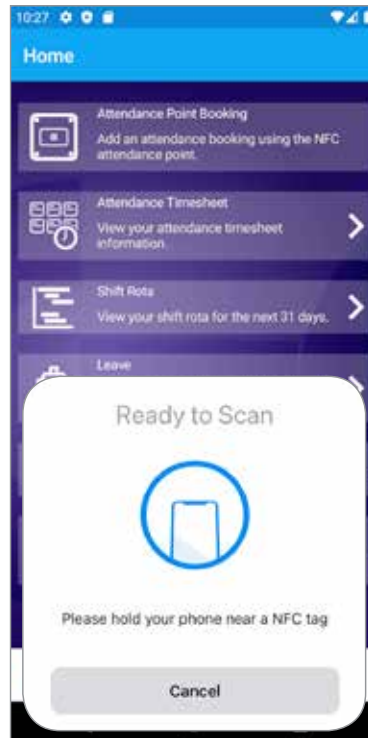 10:27
Home
Attendance Point Booking
Add an attendance booking using the NFC
attendance point.
Attendance Timesheet
View your attendance timesheet
information.
Shift Rota
View your shift rota for the next 31 days.
Leave
Ready to Scan
Please hold your phone near a NFC tag
Cancel